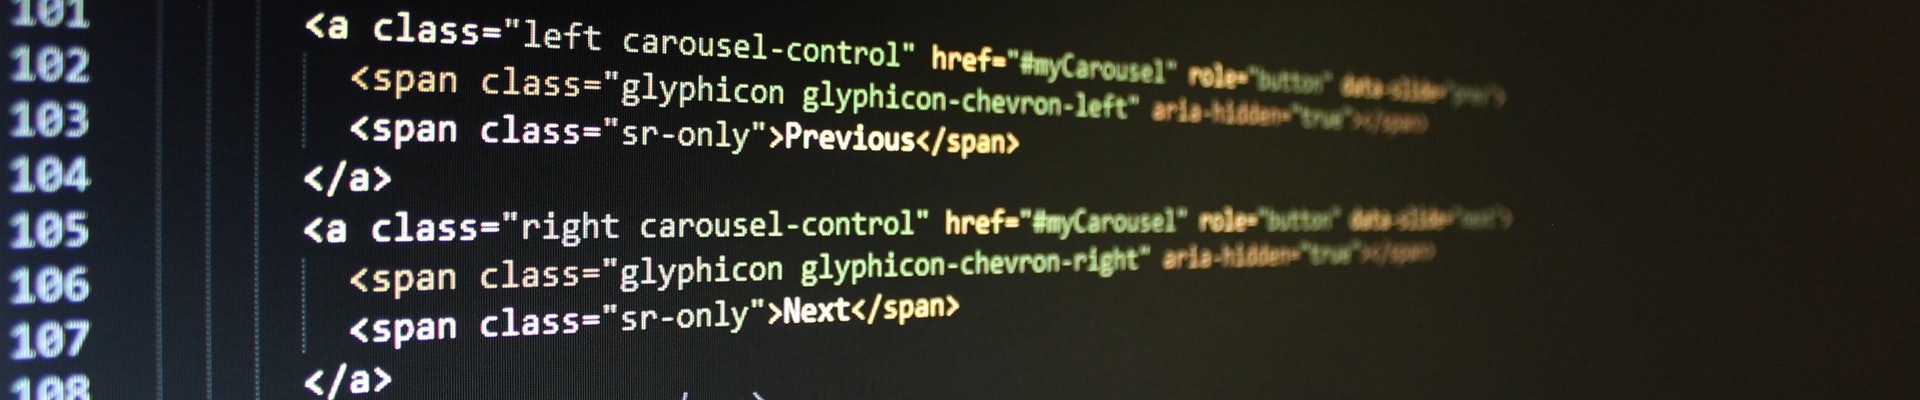 101 <a class="left carousel-control" href="#myCarousel" role="button" data-slide="prev">
102 <span class="glyphicon glyphicon-chevron-left" aria-hidden="true"></span>
103 <span class="sr-only">Previous</span>
104 </a>
105 <a class="right carousel-control" href="#myCarousel" role="button" data-slide="next">
106 <span class="glyphicon glyphicon-chevron-right" aria-hidden="true"></span>
107 <span class="sr-only">Next</span>
108 </a>